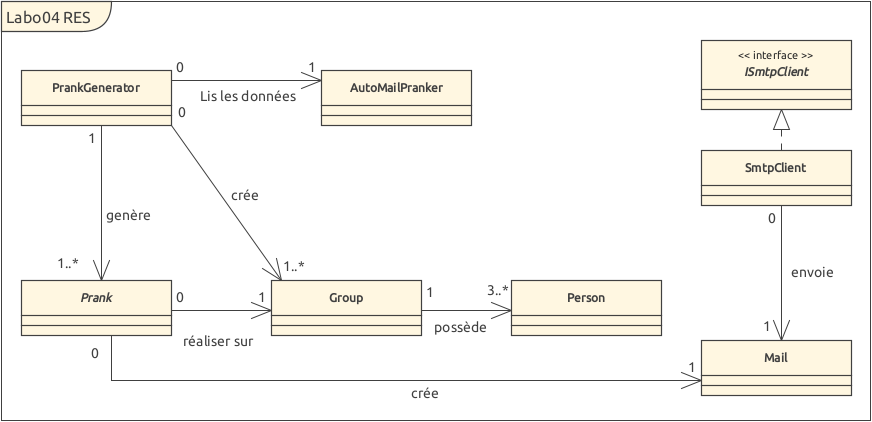 Labo04 RES
<< interface >>
ISmtpClient
PrankGenerator
0
1
AutoMailPranker
Lis les données
0
1
SmtpClient
0
crée
genère
envoie
1..*
1..*
Prank
0
1
Group
1
3..*
Person
réaliser sur
possède
1
0
Mail
1
crée